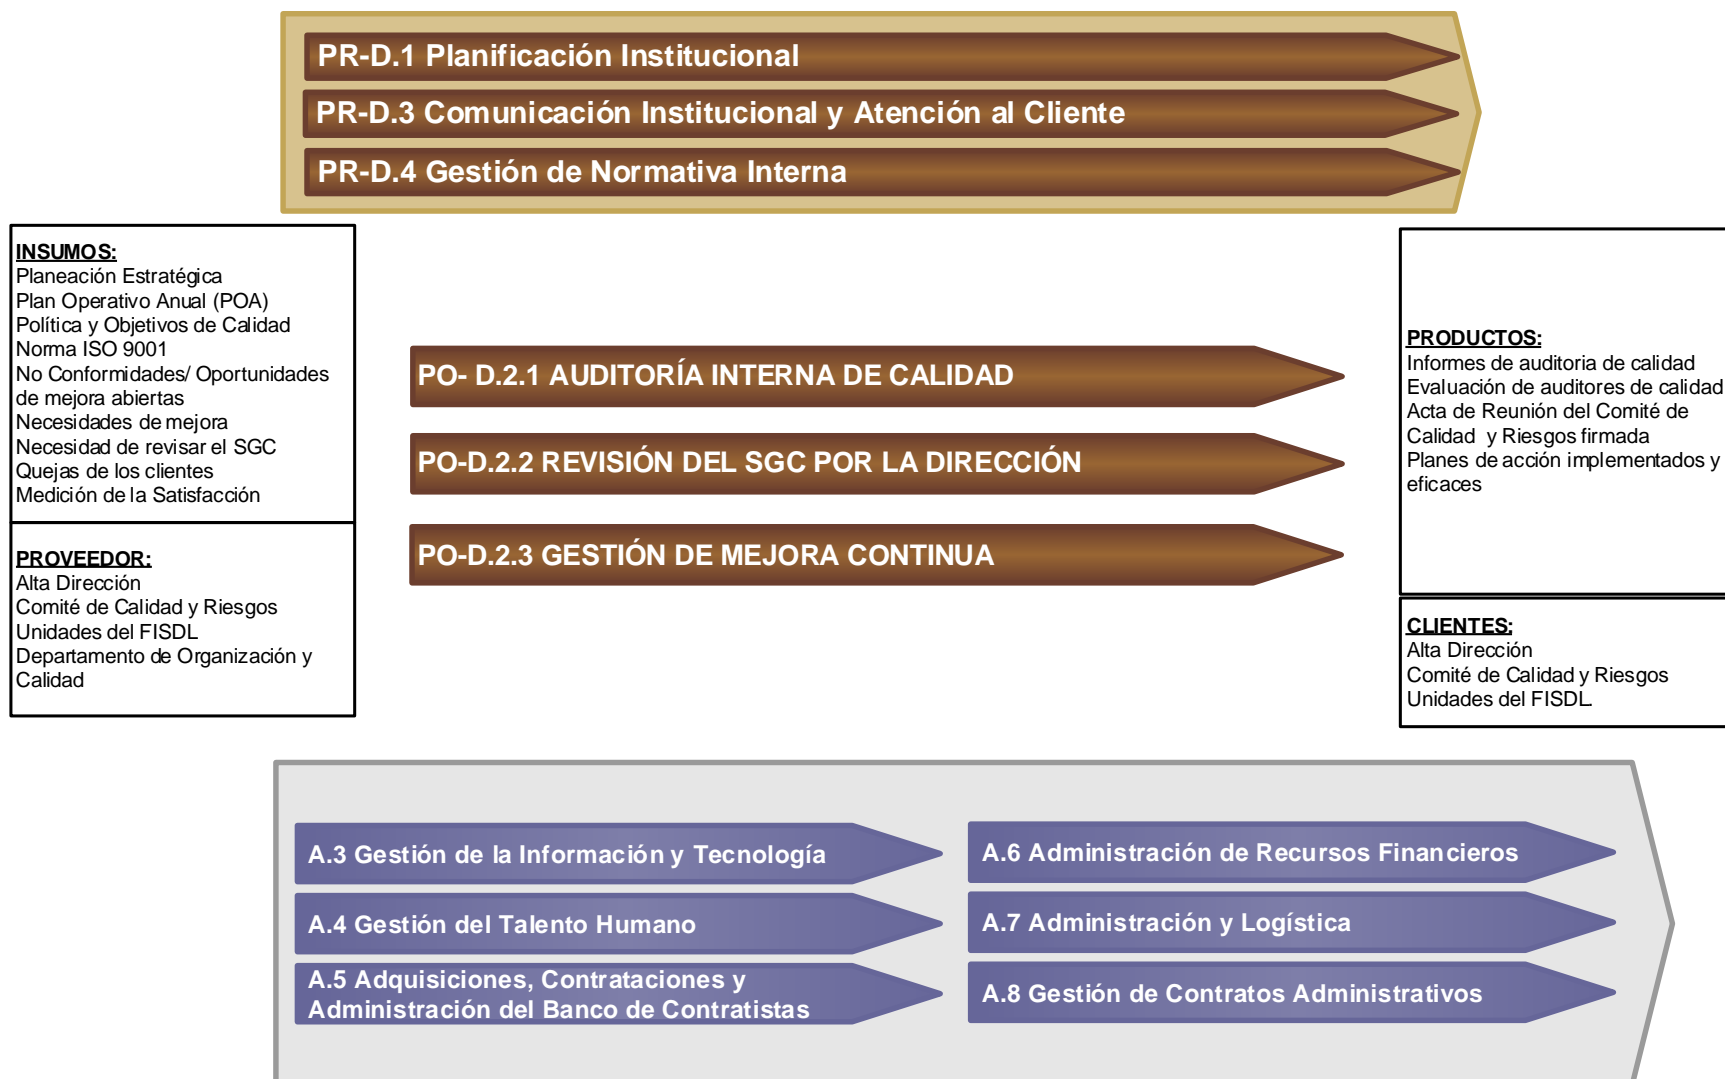 PR-D.1 Planificación Institucional
PR-D.3 Comunicación Institucional y Atención al Cliente
PR-D.4 Gestión de Normativa Interna
INSUMOS:
Planeación Estratégica
Plan Operativo Anual (POA)
Política y Objetivos de Calidad
Norma ISO 9001
No Conformidades/ Oportunidades
de mejora abiertas
Necesidades de mejora
Necesidad de revisar el SGC
Quejas de los clientes
Medición de la Satisfacción
PROVEEDOR:
Alta Dirección
Comité de Calidad y Riesgos
Unidades del FISDL
Departamento de Organización y
Calidad
PO- D.2.1 AUDITORÍA INTERNA DE CALIDAD
PO-D.2.2 REVISIÓN DEL SGC POR LA DIRECCIÓN
PO-D.2.3 GESTIÓN DE MEJORA CONTINUA
PRODUCTOS:
Informes de auditoria de calidad
Evaluación de auditores de calidad
Acta de Reunión del Comité de
Calidad y Riesgos firmada
Planes de acción implementados y
eficaces
CLIENTES:
Alta Dirección
Comité de Calidad y Riesgos
Unidades del FISDL.
A.3 Gestión de la Información y Tecnología
A.4 Gestión del Talento Humano
A.5 Adquisiciones, Contrataciones y
Administración del Banco de Contratistas
A.6 Administración de Recursos Financieros
A.7 Administración y Logística
A.8 Gestión de Contratos Administrativos